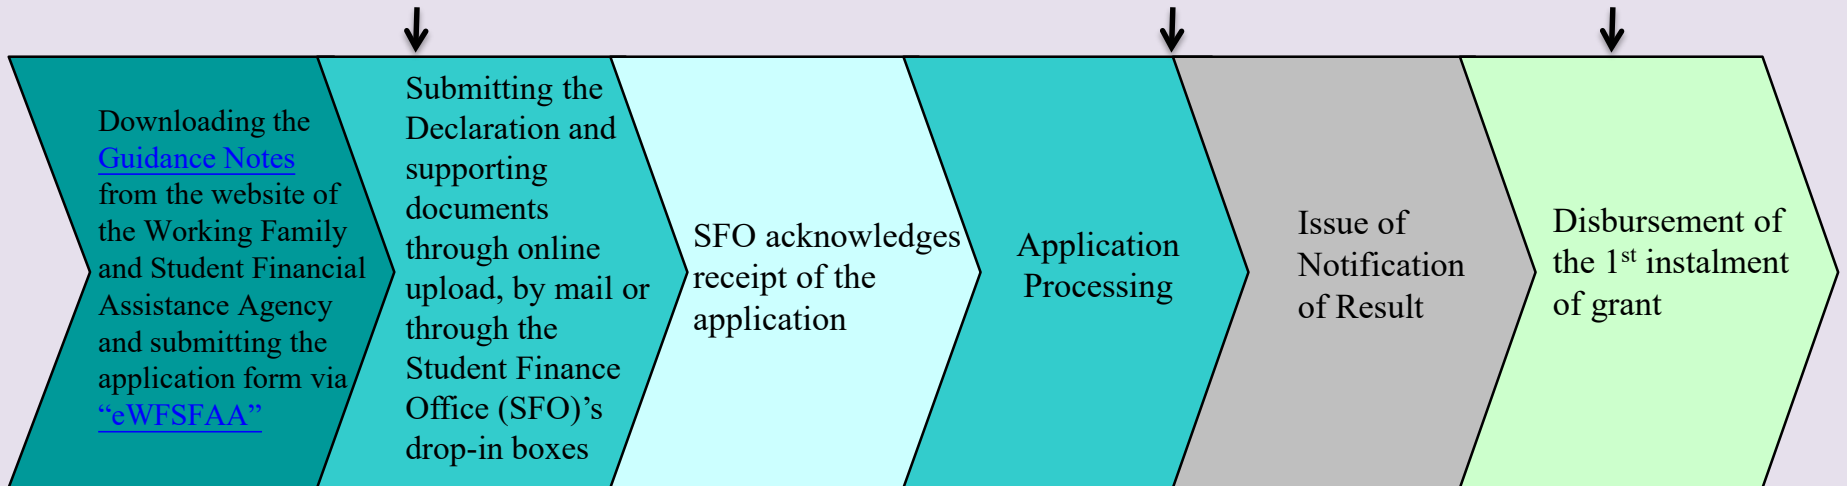 Downloading the
Guidance Notes
from the website of
the Working Family
and Student Financial
Assistance Agency
and submitting the
application form via
“eWFSFAA”
Submitting the
Declaration and
supporting
documents
through online
upload, by mail or
through the
Student Finance
Office (SFO)’s
drop-in boxes
SFO acknowledges
receipt of the
application
Application
Processing
Issue of
Notification
of Result
Disbursement of
the 1st instalment
of grant